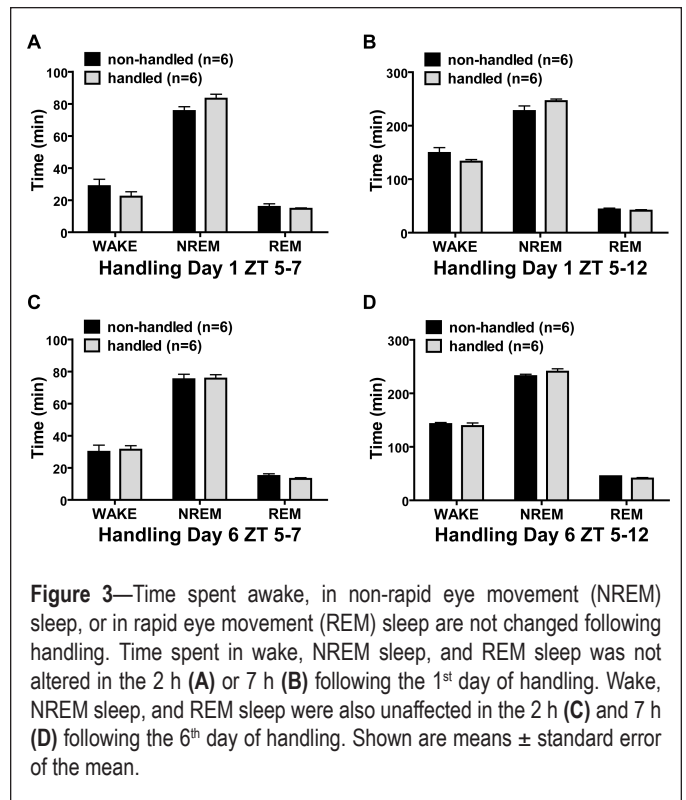 A
non-handled (n=6)
handled (n=6)
100
80
60
40
20
0
Time (min)
WAKE NREM REM
Handling Day 1 ZT 5-7
B
non-handled (n=6)
handled (n=6)
300
200
100
0
Time (min)
WAKE NREM REM
Handling Day 1 ZT 5-12
C
non-handled (n=6)
handled (n=6)
100
80
60
40
20
0
Time (min)
WAKE NREM REM
Handling Day 6 ZT 5-7
D
non-handled (n=6)
handled (n=6)
300
200
100
0
Time (min)
WAKE NREM REM
Handling Day 6 ZT 5-12
Figure 3—Time spent awake, in non-rapid eye movement (NREM)
sleep, or in rapid eye movement (REM) sleep are not changed following
handling. Time spent in wake, NREM sleep, and REM sleep was not
altered in the 2 h (A) or 7 h (B) following the 1st day of handling. Wake,
NREM sleep, and REM sleep were also unaffected in the 2 h (C) and 7 h
(D) following the 6th day of handling. Shown are means ± standard error
of the mean.